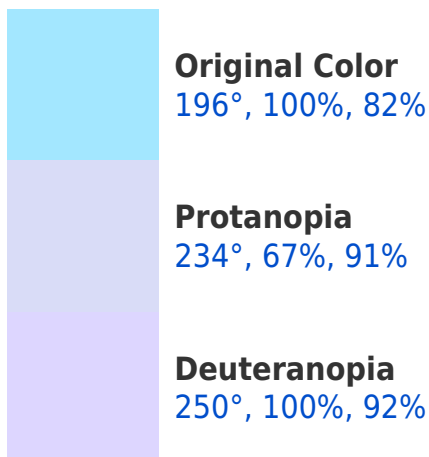 Original Color
196°, 100%, 82%
Protanopia
234°, 67%, 91%
Deuteranopia
250°, 100%, 92%